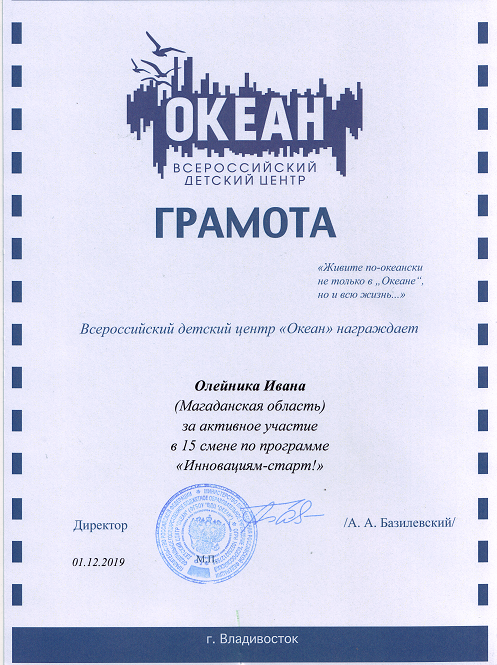 ОКЕАН
ВСЕРОССИЙСКИЙ
ДЕТСКИЙ ЦЕНТР
ГРАМОТА
«Живите по-океански
не только в „Океане“,
но и всю жизнь...»
Всероссийский детский центр «Океан» награждает
Олейника Ивана
(Магаданская область)
за активное участие
в 15 смене по программе
«Инновациям-старт!»
Директор
/А. А. Базилевский/
М.П.
01.12.2019
г. Владивосток